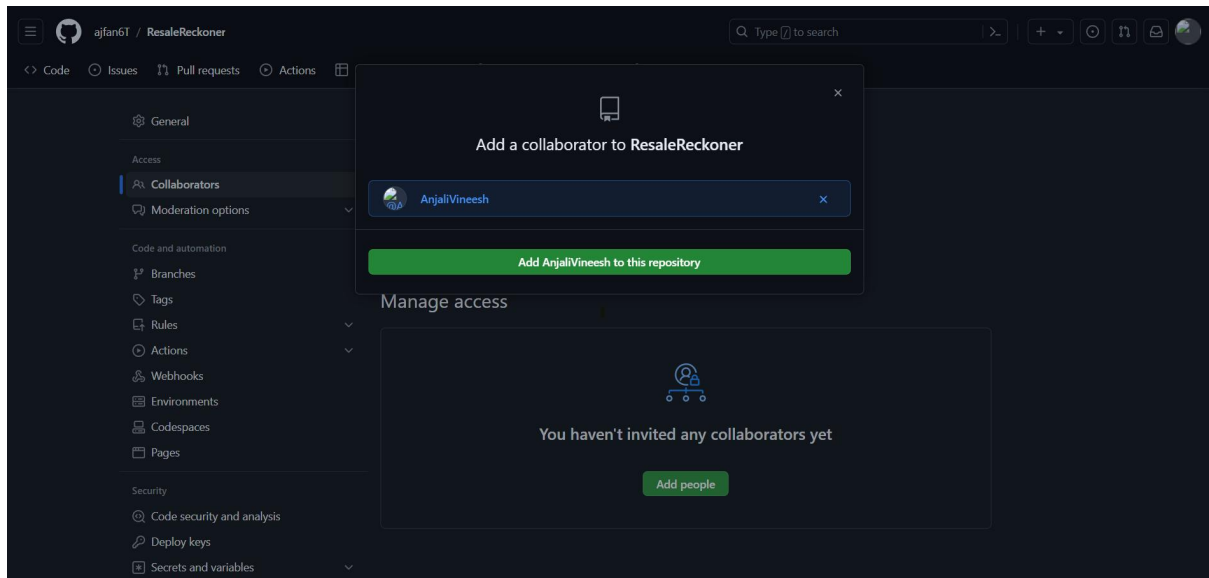 ajfan6T / ResaleReckoner
Type / to search
Code Issues Pull requests Actions
Add a collaborator to ResaleReckoner
AnjaliVineesh
Add AnjaliVineesh to this repository
General
Access
Collaborators
Moderation options
Code and automation
Branches
Tags
Rules
Actions
Webhooks
Environments
Codespaces
Pages
Security
Code security and analysis
Deploy keys
Secrets and variables
Manage access
You haven't invited any collaborators yet
Add people